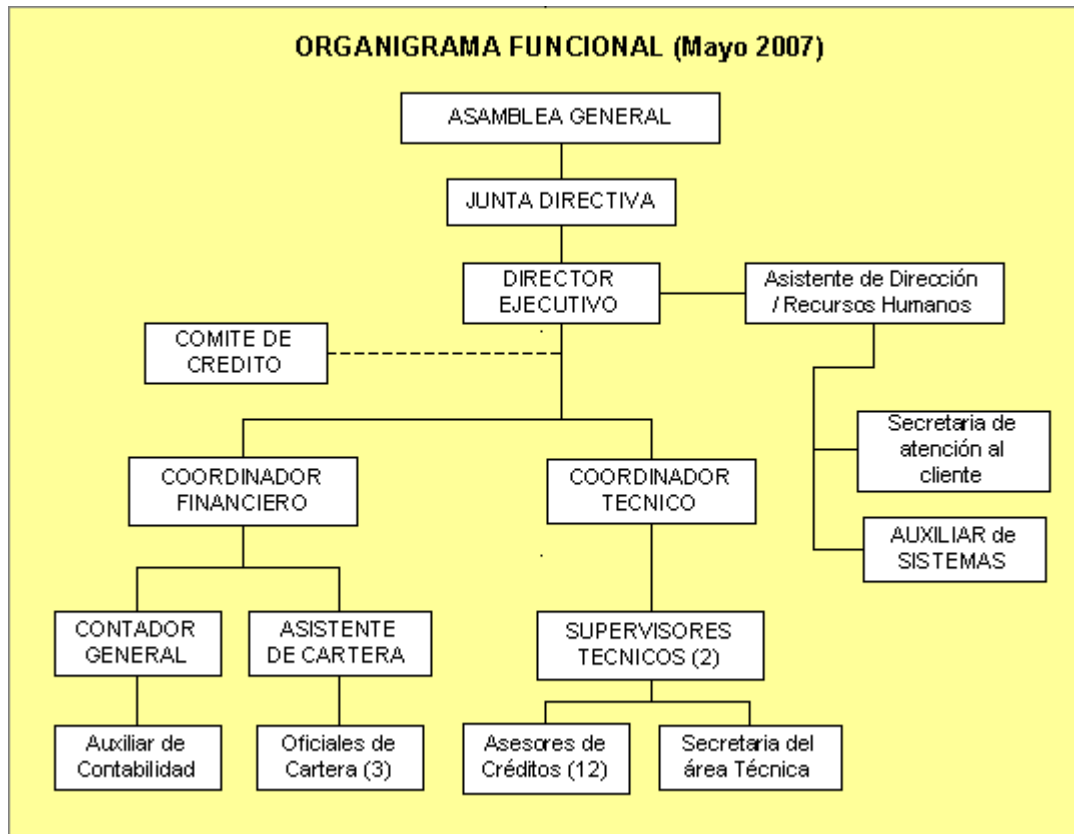 ORGANIGRAMA FUNCIONAL (Mayo 2007)
ASAMBLEA GENERAL
JUNTA DIRECTIVA
DIRECTOR
EJECUTIVO
Asistente de Dirección
/ Recursos Humanos
COMITE DE
CREDITO
Secretaria de
atención al
cliente
COORDINADOR
FINANCIERO
COORDINADOR
TECNICO
AUXILIAR de
SISTEMAS
CONTADOR
GENERAL
ASISTENTE
DE CARTERA
SUPERVISORES
TECNICOS (2)
Auxiliar de
Contabilidad
Oficiales de
Cartera (3)
Asesores de
Créditos (12)
Secretaria del
área Técnica